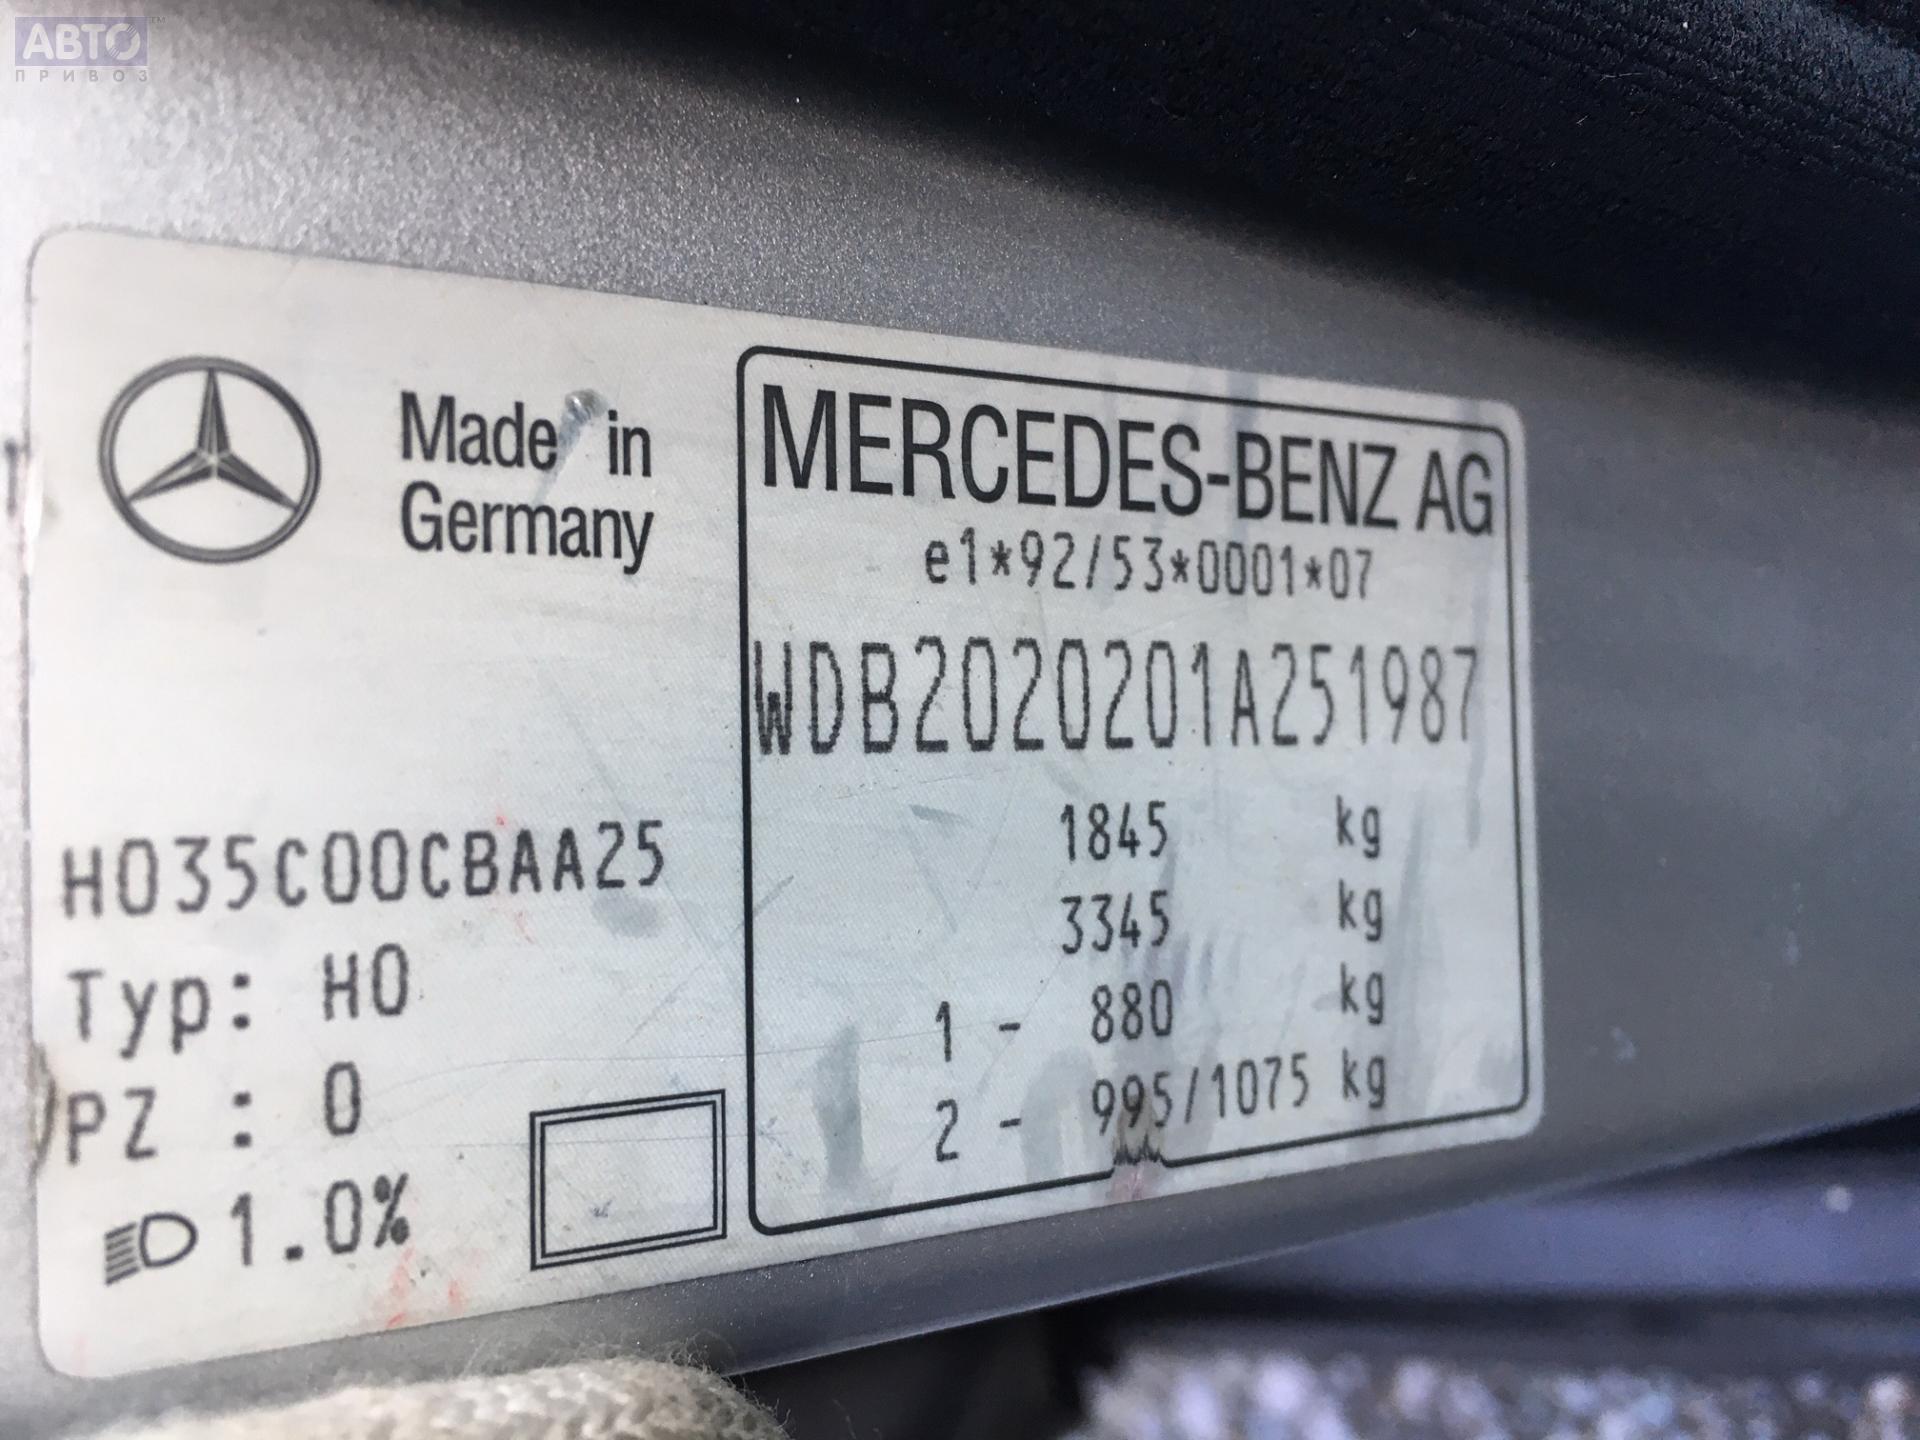 АВТО™
ПРИВОЗ
Made in
Germany
MERCEDES-BENZ AG
e1*92/53*0001*07
WDB2020201A251987
1845 kg
3345 kg
1 - 880 kg
2 - 995/1075 kg
H035C00CBAA25
Typ: H0
PZ : 0
1.0%